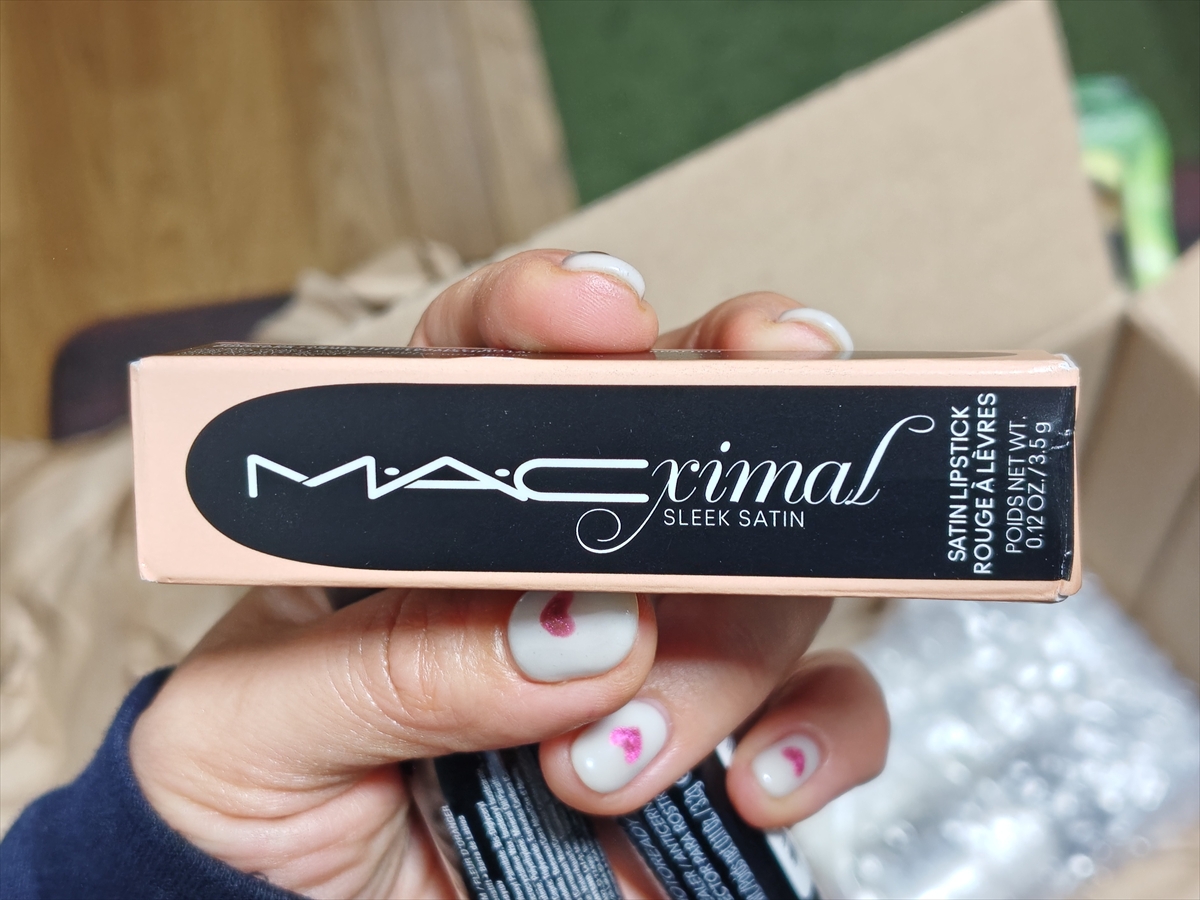 M·A·Cximal
SLEEK SATIN
SATIN LIPSTICK
ROUGE À LÈVRES
POIDS NET WT.
0.12 OZ./3.5 g